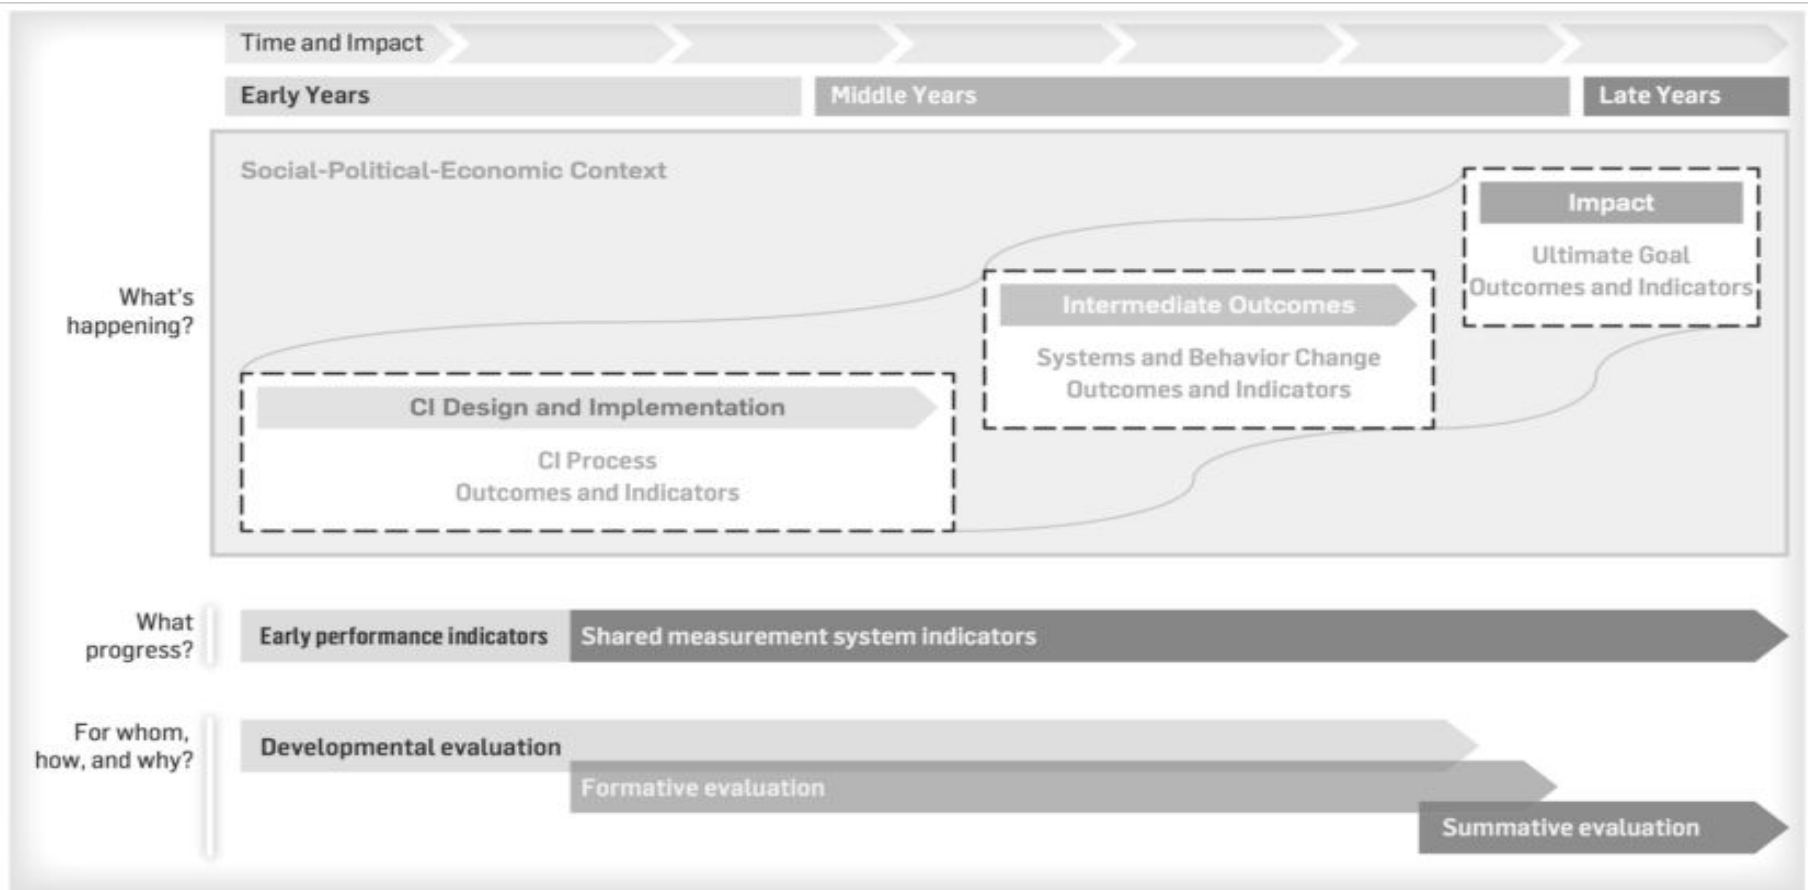 Time and Impact
Early Years
Middle Years
Late Years
Social-Political-Economic Context
Impact
Ultimate Goal
Outcomes and Indicators
What's
happening?
Intermediate Outcomes
Systems and Behavior Change
Outcomes and Indicators
CI Design and Implementation
CI Process
Outcomes and Indicators
What
progress?
Early performance indicators
Shared measurement system indicators
For whom,
how, and why?
Developmental evaluation
Formative evaluation
Summative evaluation